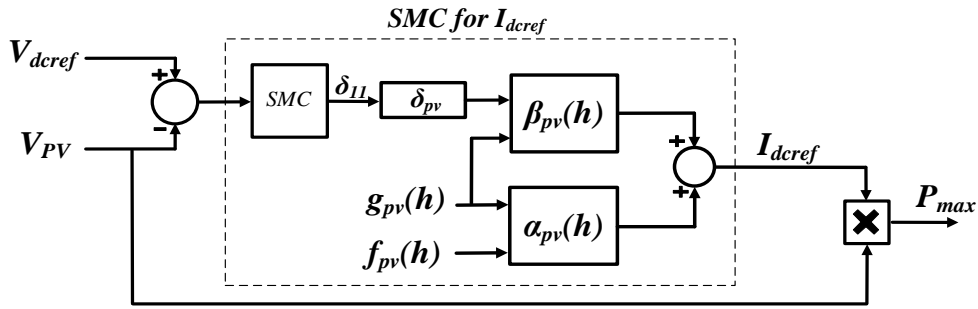 SMC for I_dcref
V_dcref
+
SMC
δ_11
δ_pv
β_pv(h)
-
V_PV
+
I_dcref
+
g_pv(h)
α_pv(h)
P_max
×
f_pv(h)